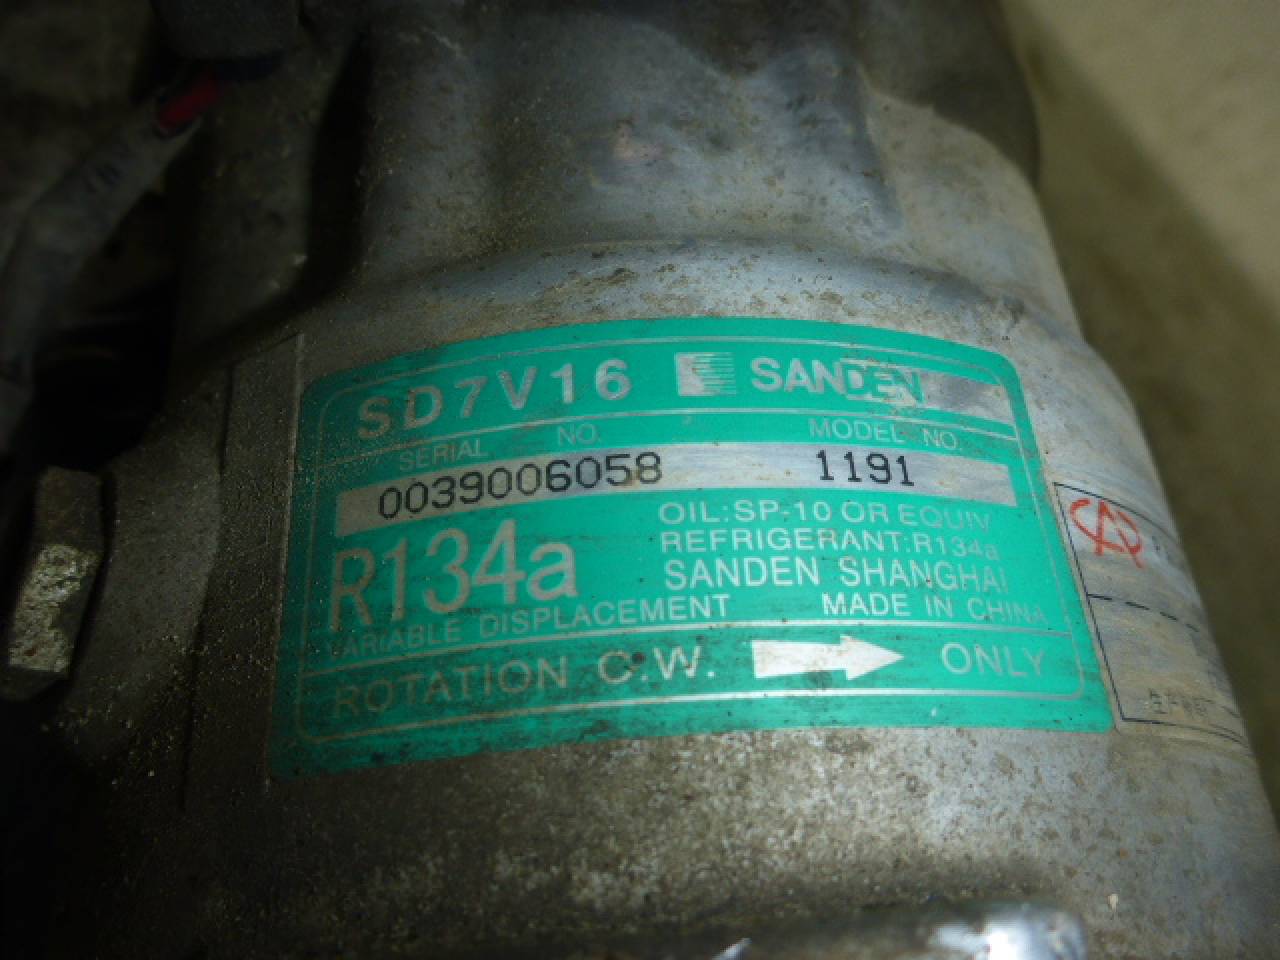 SD7V16 SANDEN
SERIAL NO. MODEL NO.
0039006058 1191
R134a
OIL:SP-10 OR EQUIV
REFRIGERANT:R134a
SANDEN SHANGHAI
VARIABLE DISPLACEMENT MADE IN CHINA
ROTATION C.W. ONLY